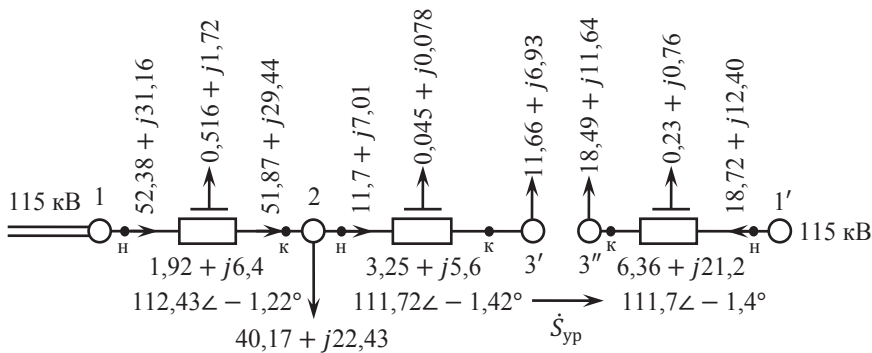 52,38 + j31,16
0,516 + j1,72
51,87 + j29,44
11,7 + j7,01
0,045 + j0,078
11,66 + j6,93
18,49 + j11,64
0,23 + j0,76
18,72 + j12,40
115 кВ 1 2 1′ 115 кВ
н к н к 3′ 3″ к н
1,92 + j6,4 3,25 + j5,6 6,36 + j21,2
112,43∠ − 1,22° 111,72∠ − 1,42° 111,7∠ − 1,4°
Ṡур
40,17 + j22,43